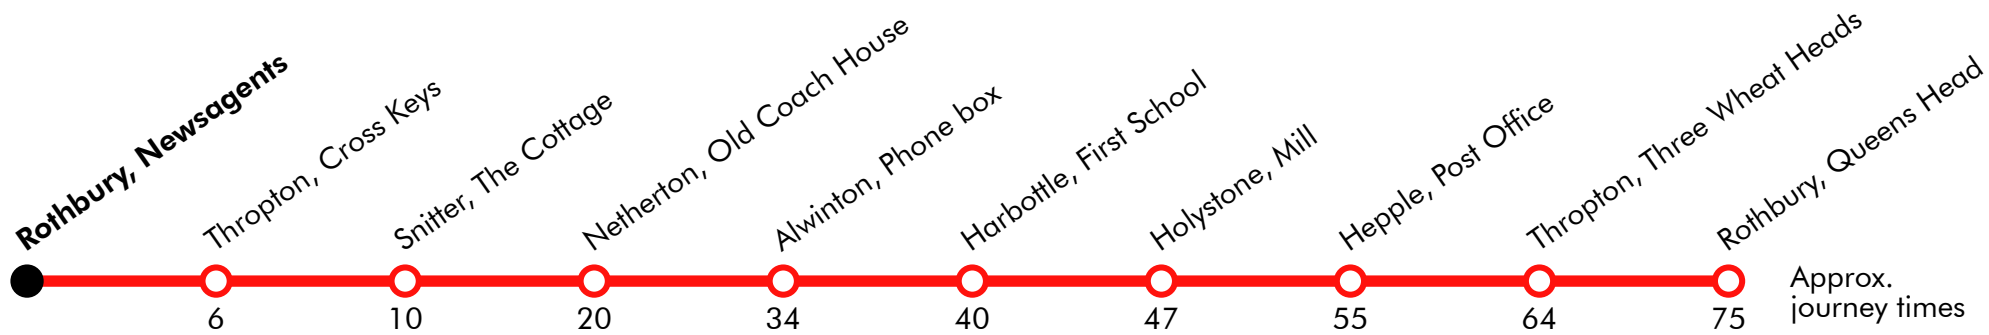 Rothbury, Newsagents
Thropton, Cross Keys
Snitter, The Cottage
Netherton, Old Coach House
Alwinton, Phone box
Harbottle, First School
Holystone, Mill
Hepple, Post Office
Thropton, Three Wheat Heads
Rothbury, Queens Head
6 10 20 34 40 47 55 64 75
Approx.
journey times